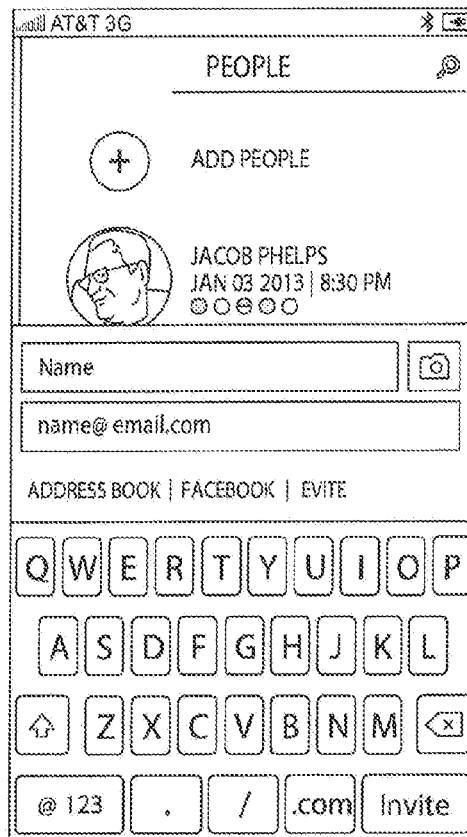 AT&T 3G
PEOPLE
ADD PEOPLE
JACOB PHELPS
JAN 03 2013 | 8:30 PM
Name
name@ email.com
ADDRESS BOOK | FACEBOOK | EVITE
Q W E R T Y U I O P
A S D F G H J K L
Z X C V B N M
@ 123 . / .com Invite